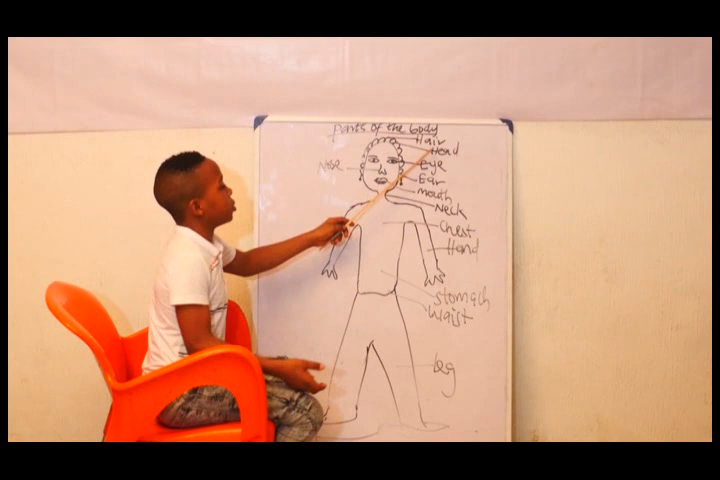 Parts of the body
Hair
Head
Nose
eye
Ear
mouth
Neck
Chest
Hand
Stomach
Waist
Leg